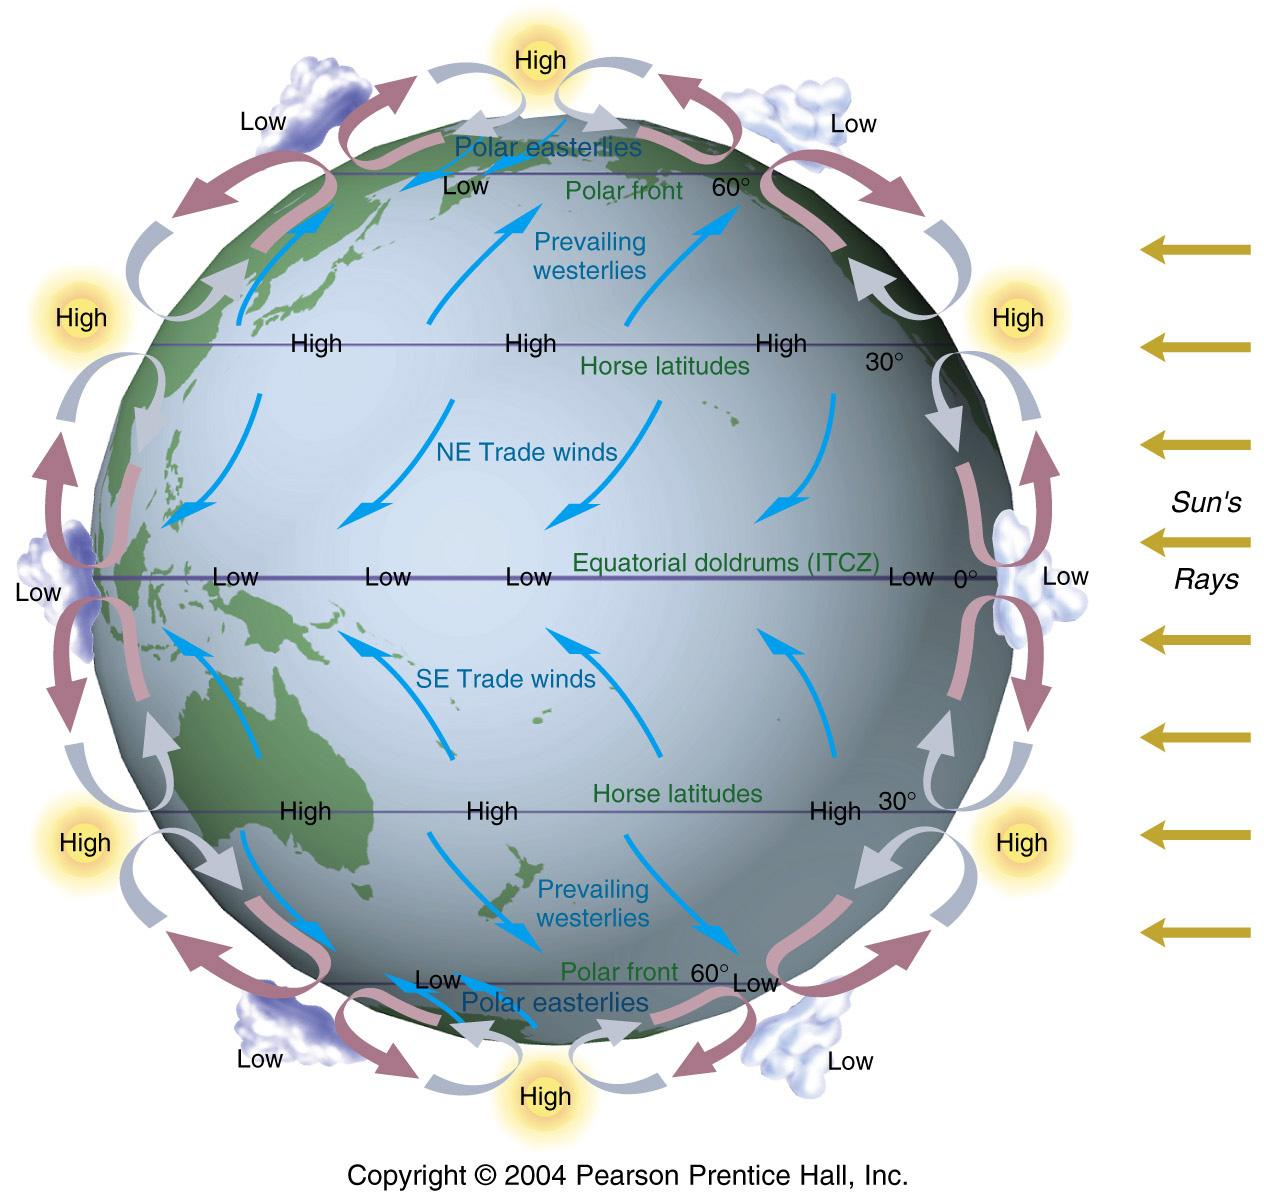 High
Low
Low
Polar easterlies
Low
Polar front
60°
Prevailing
westerlies
High
High
High
High
High
Horse latitudes
30°
NE Trade winds
Sun's
Equatorial doldrums (ITCZ)
Low
Low
Low
Low
Low
0°
Low
Rays
SE Trade winds
Horse latitudes
30°
High
High
High
High
High
Prevailing
westerlies
Polar front
60°
Low
Low
Polar easterlies
Low
Low
High
Copyright © 2004 Pearson Prentice Hall, Inc.